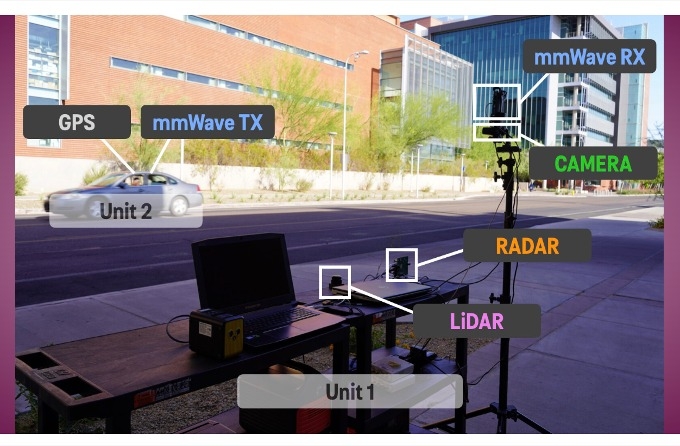 mmWave RX
GPS
mmWave TX
CAMERA
Unit 2
RADAR
LiDAR
Unit 1